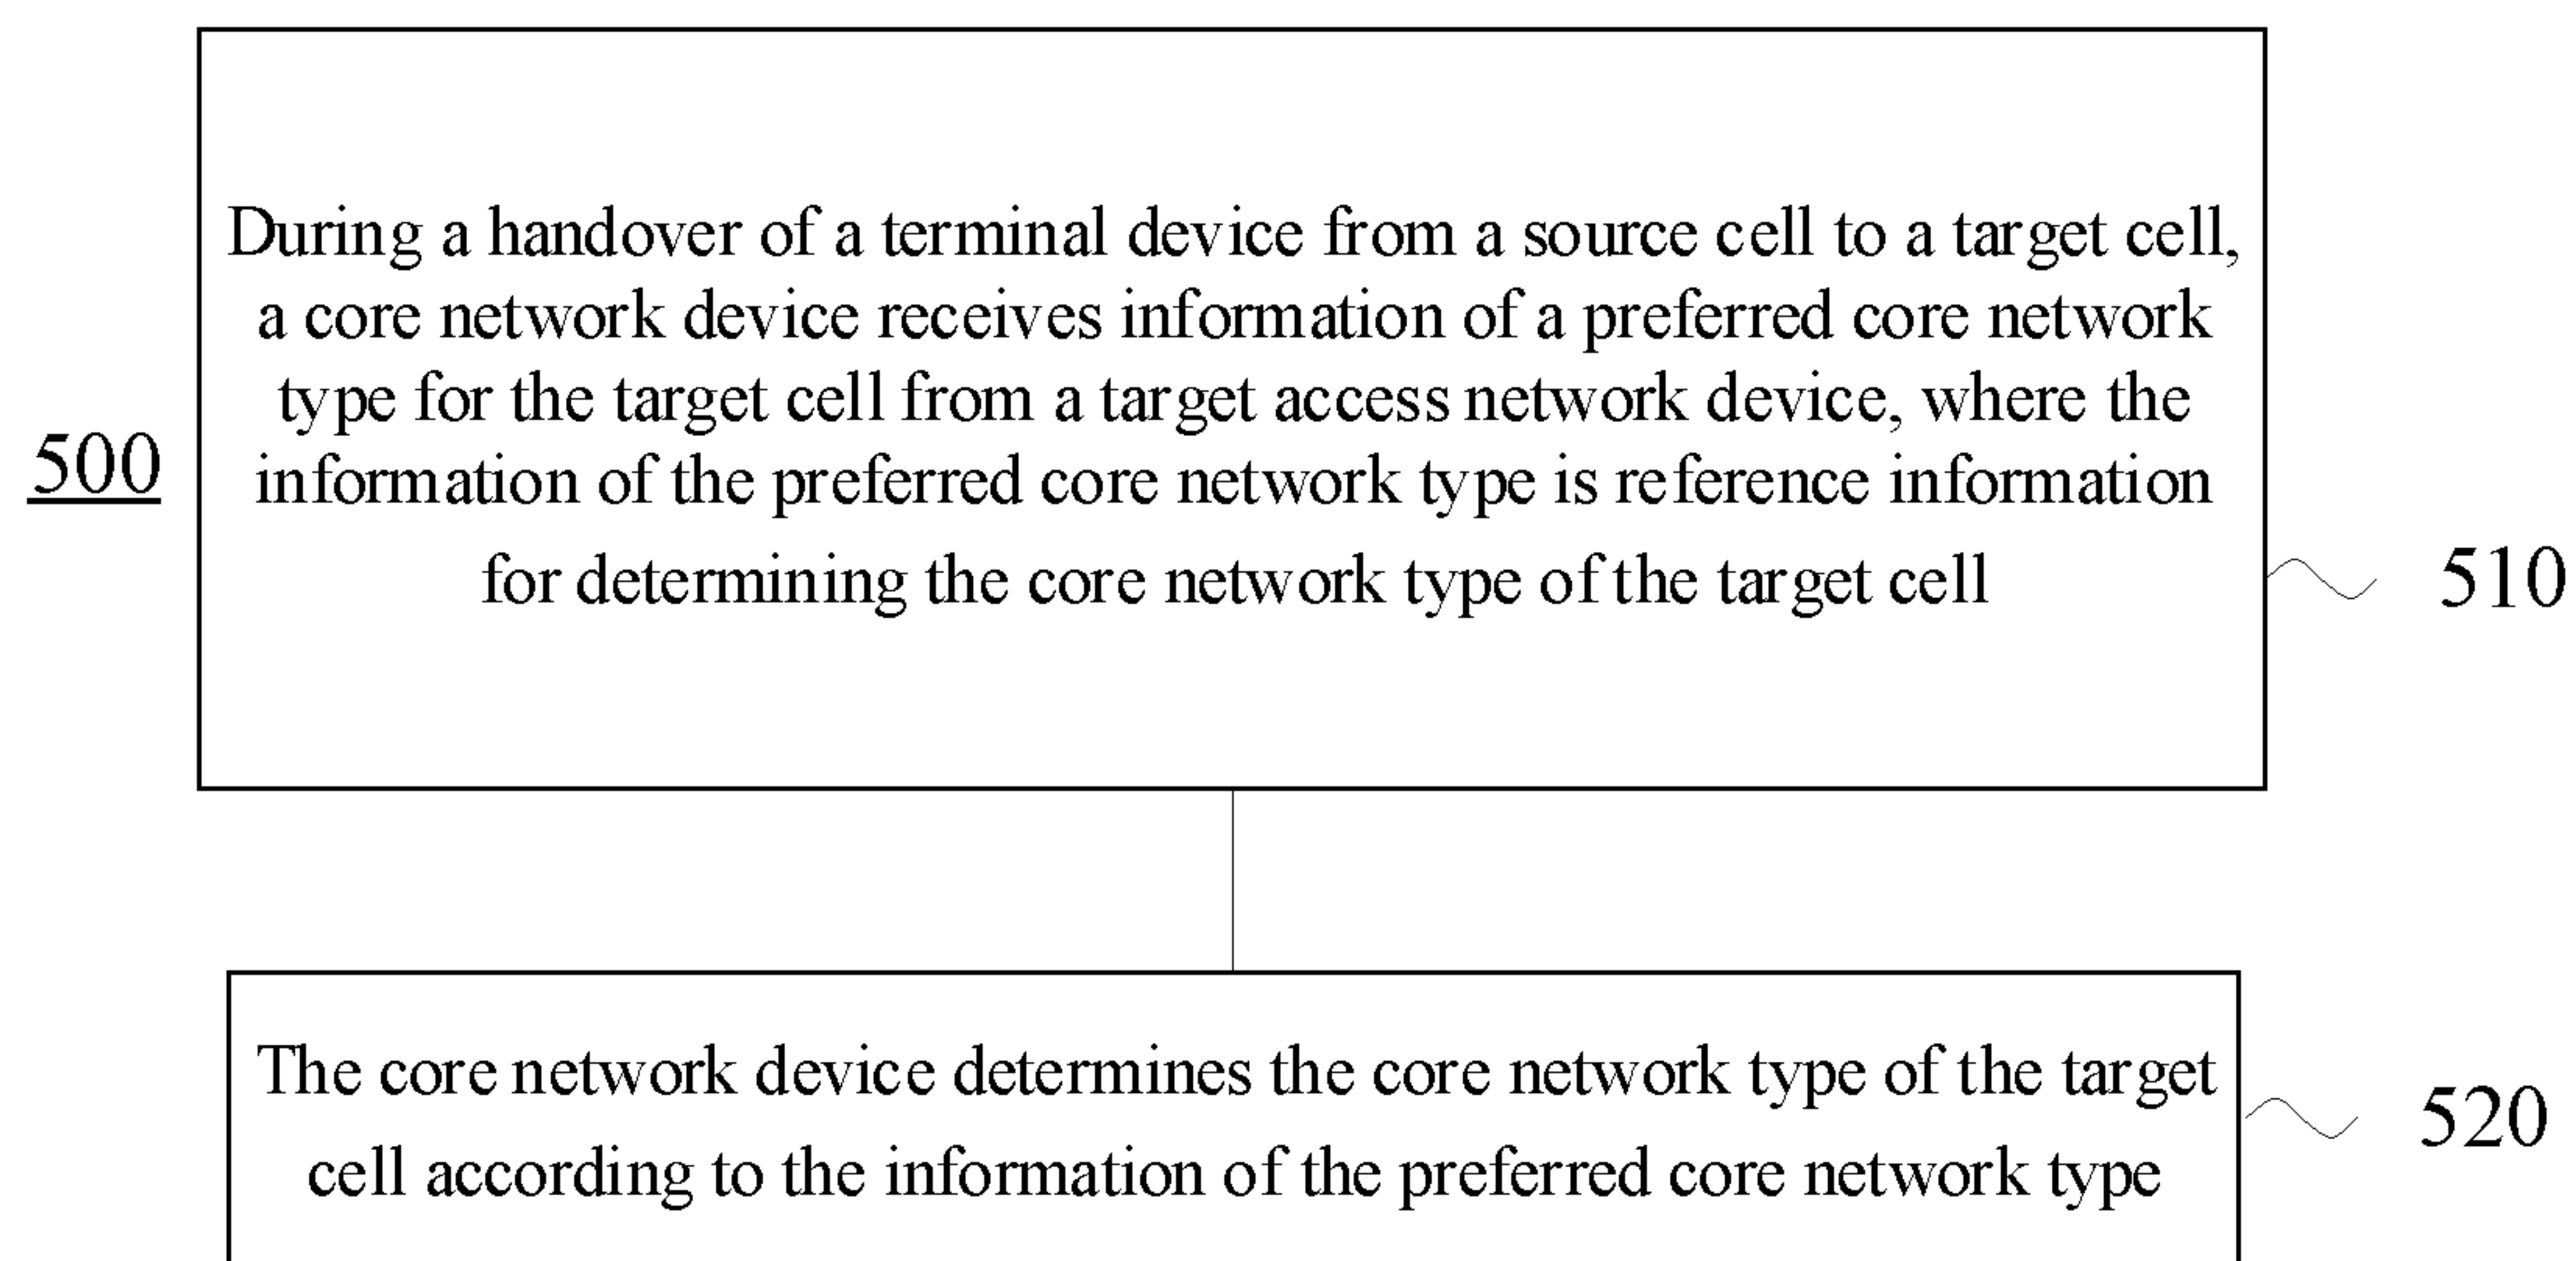 During a handover of a terminal device from a source cell to a target cell,
a core network device receives information of a preferred core network
type for the target cell from a target access network device, where the
information of the preferred core network type is reference information
for determining the core network type of the target cell
500
510
The core network device determines the core network type of the target
cell according to the information of the preferred core network type
520